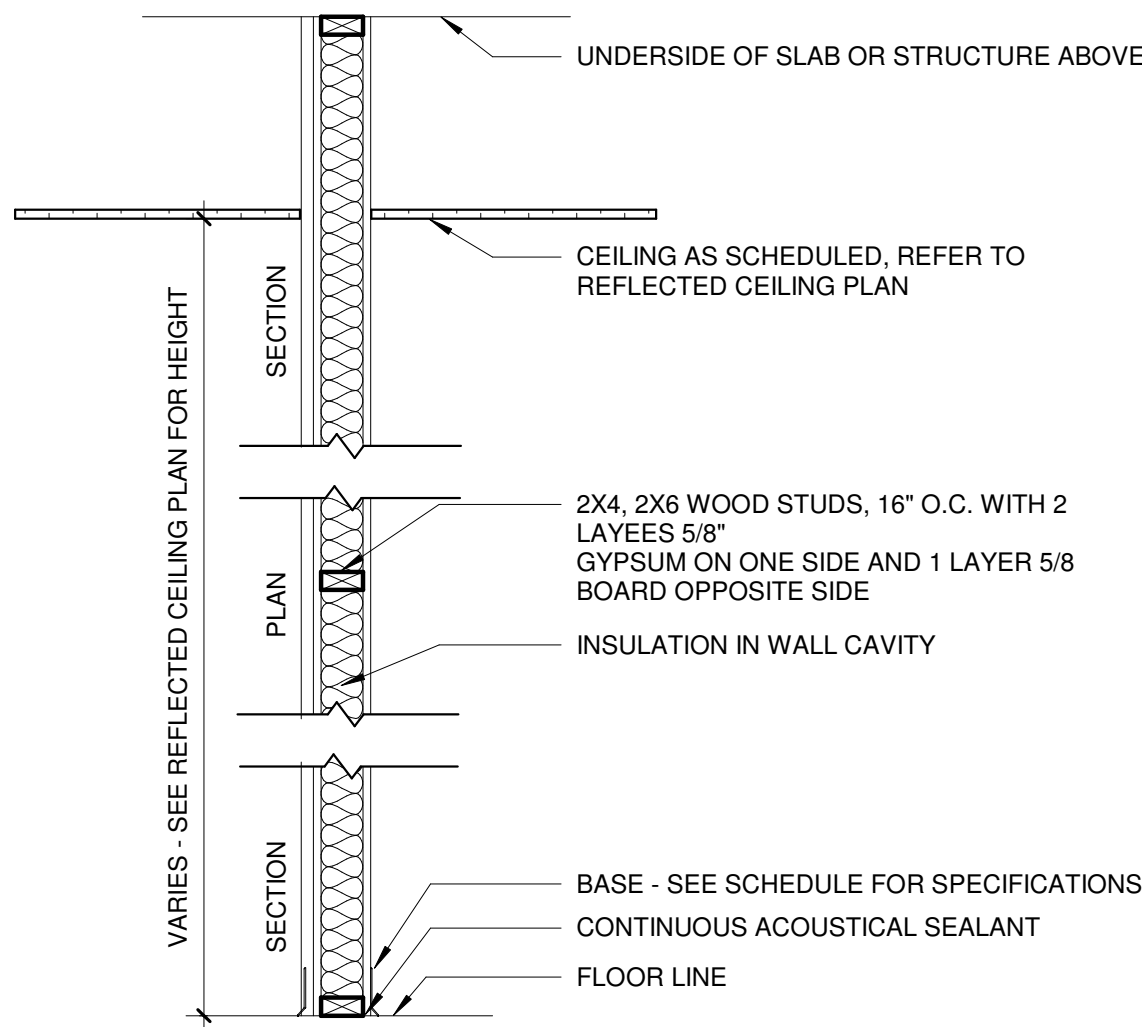 UNDERSIDE OF SLAB OR STRUCTURE ABOVE
CEILING AS SCHEDULED, REFER TO
REFLECTED CEILING PLAN
SECTION
VARIES - SEE REFLECTED CEILING PLAN FOR HEIGHT
2X4, 2X6 WOOD STUDS, 16" O.C. WITH 2
LAYEES 5/8"
GYPSUM ON ONE SIDE AND 1 LAYER 5/8
BOARD OPPOSITE SIDE
PLAN
INSULATION IN WALL CAVITY
SECTION
BASE - SEE SCHEDULE FOR SPECIFICATIONS
CONTINUOUS ACOUSTICAL SEALANT
FLOOR LINE